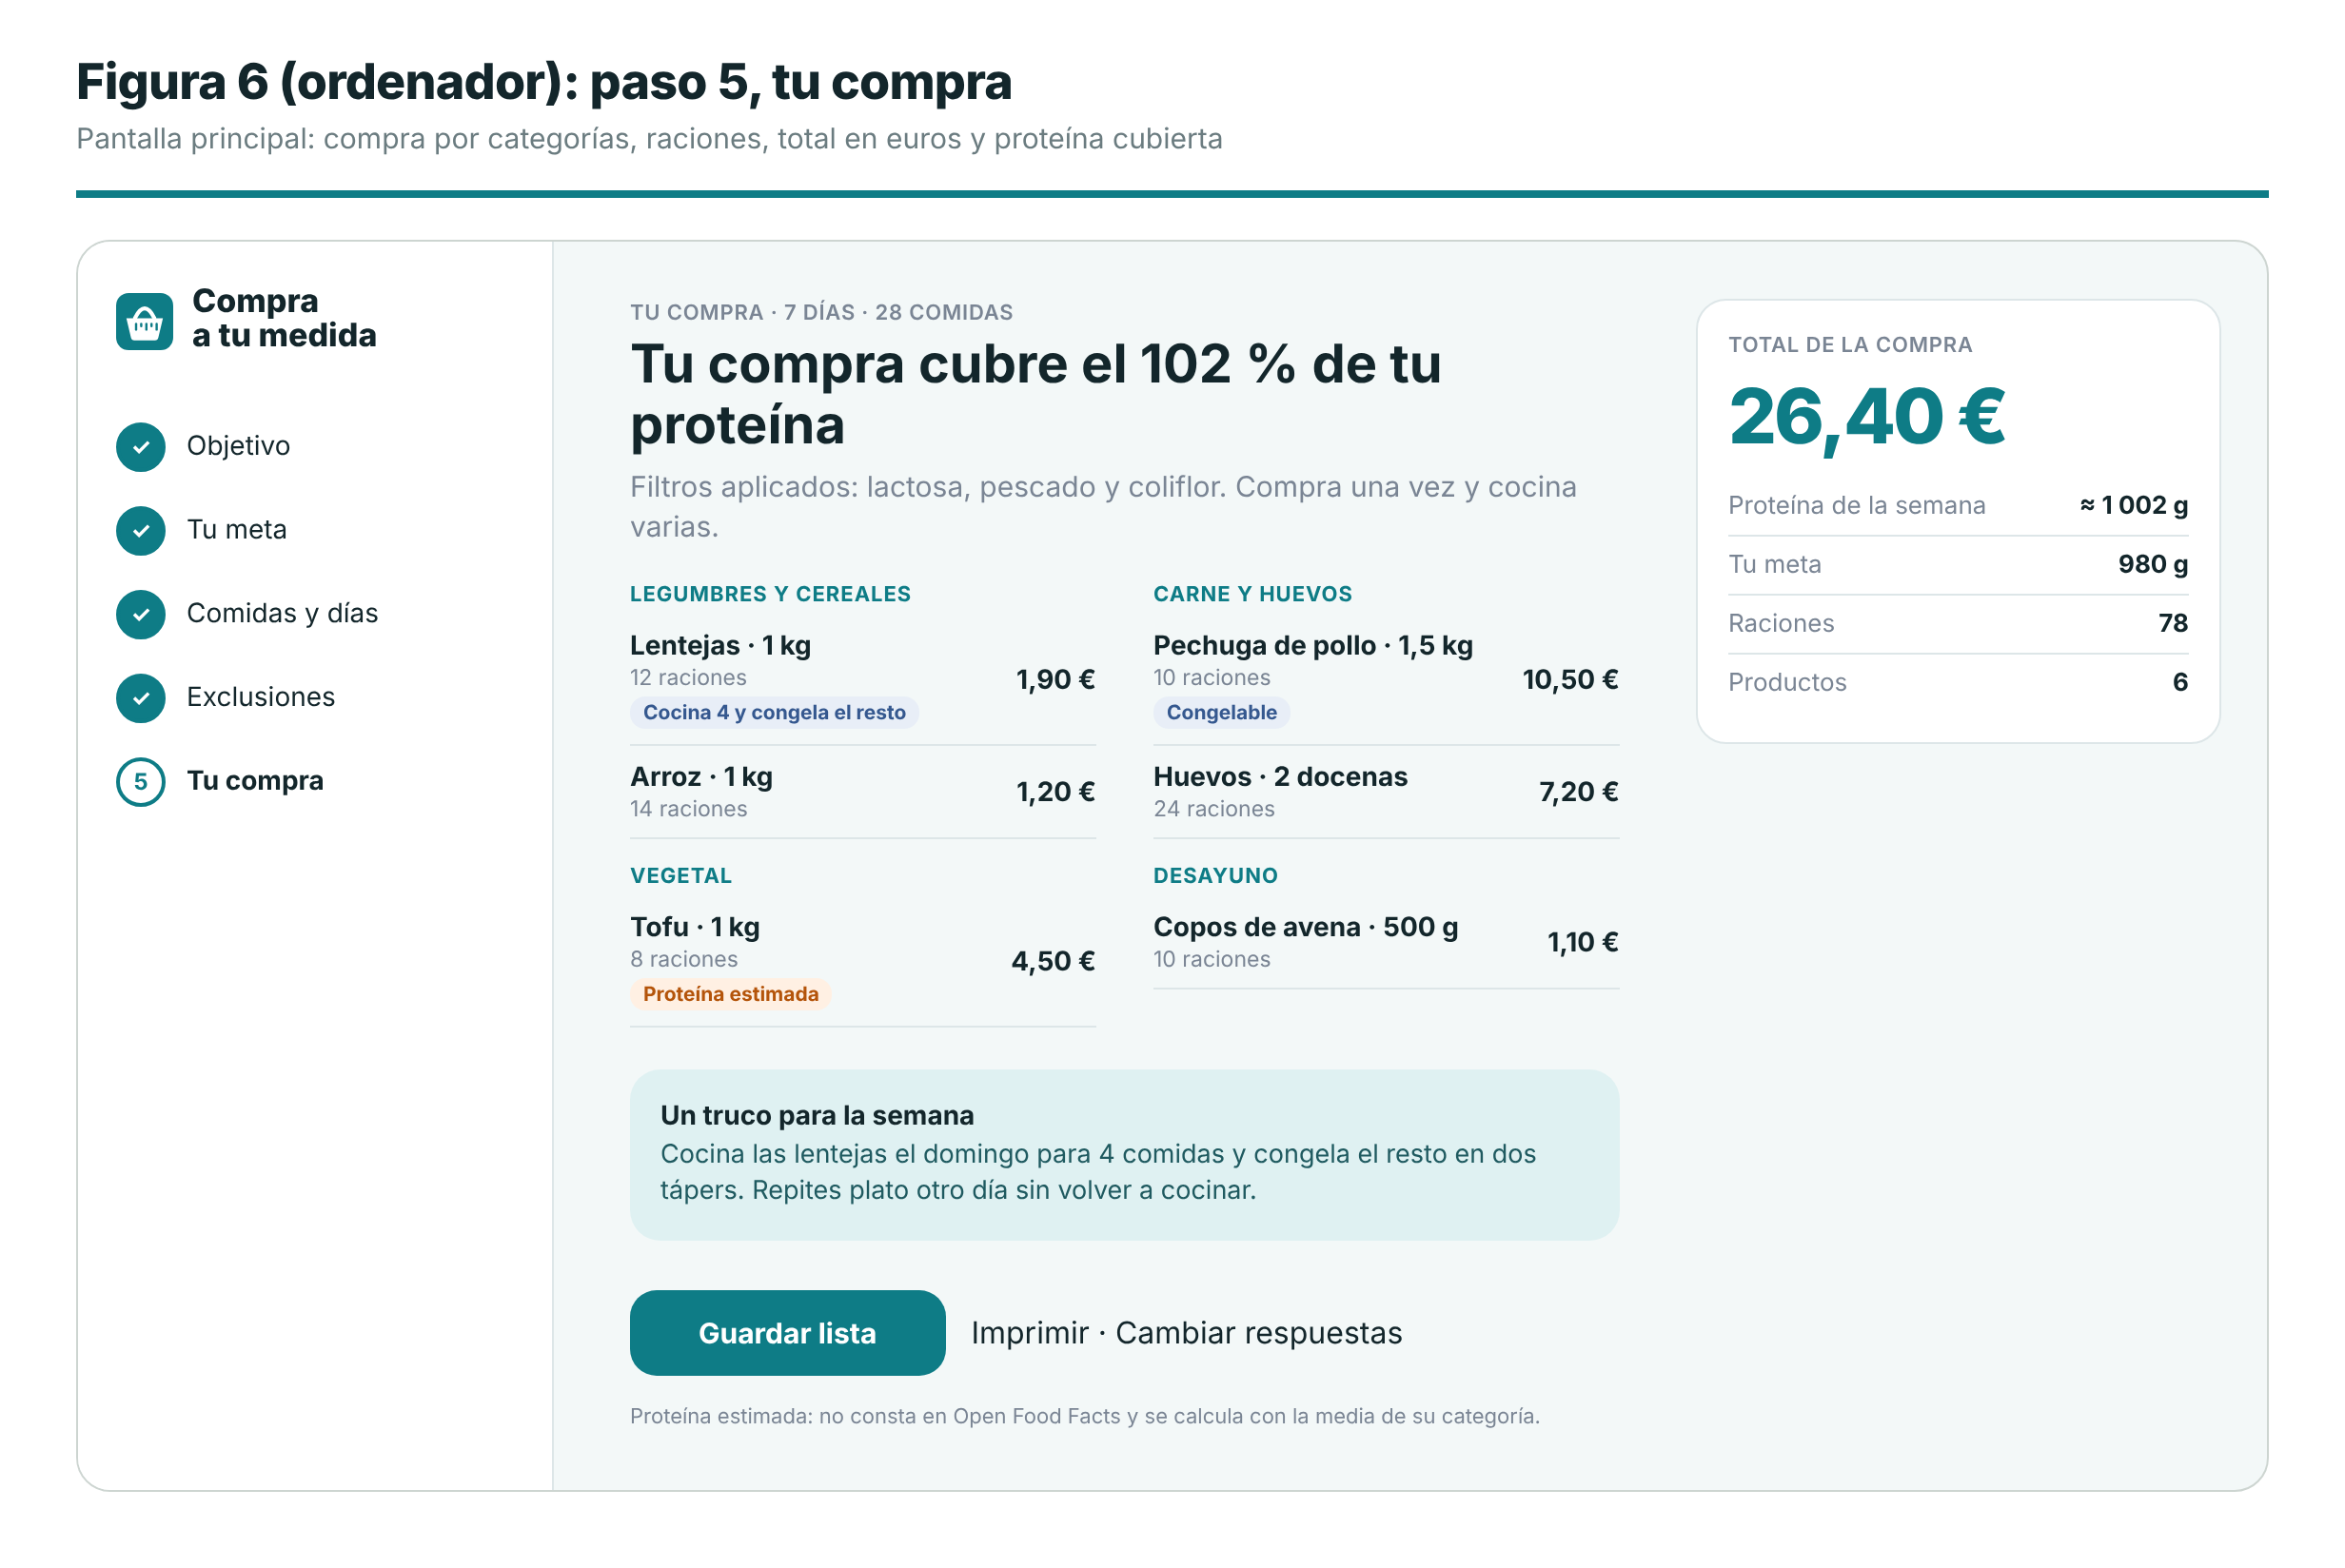 Figura 6 (ordenador): paso 5, tu compra
Pantalla principal: compra por categorías, raciones, total en euros y proteína cubierta
Compra
a tu medida
Objetivo
Tu meta
Comidas y días
Exclusiones
5 Tu compra
TU COMPRA · 7 DÍAS · 28 COMIDAS
Tu compra cubre el 102 % de tu
proteína
Filtros aplicados: lactosa, pescado y coliflor. Compra una vez y cocina
varias.
LEGUMBRES Y CEREALES
Lentejas · 1 kg
12 raciones
1,90 €
Cocina 4 y congela el resto
Arroz · 1 kg
14 raciones
1,20 €
CARNE Y HUEVOS
Pechuga de pollo · 1,5 kg
10 raciones
10,50 €
Congelable
Huevos · 2 docenas
24 raciones
7,20 €
VEGETAL
Tofu · 1 kg
8 raciones
4,50 €
Proteína estimada
DESAYUNO
Copos de avena · 500 g
10 raciones
1,10 €
Un truco para la semana
Cocina las lentejas el domingo para 4 comidas y congela el resto en dos
tápers. Repites plato otro día sin volver a cocinar.
Guardar lista
Imprimir · Cambiar respuestas
Proteína estimada: no consta en Open Food Facts y se calcula con la media de su categoría.
TOTAL DE LA COMPRA
26,40 €
Proteína de la semana ≈ 1 002 g
Tu meta 980 g
Raciones 78
Productos 6